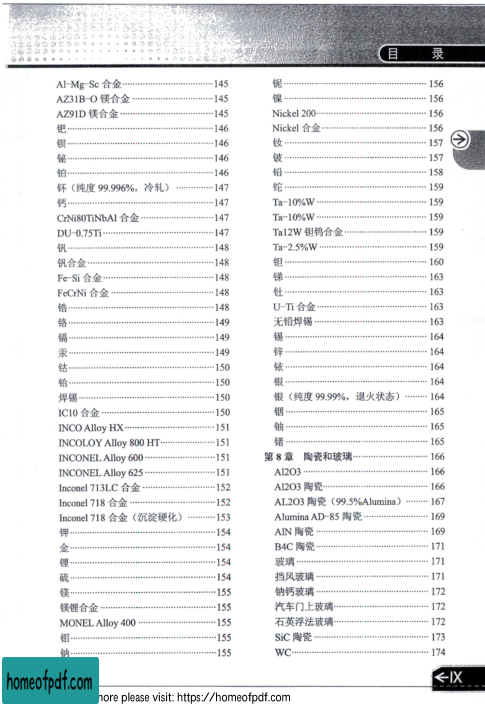 目 录
Al-Mg-Sc 合金 145
AZ31B-O 镁合金 145
AZ91D 镁合金 145
钯 146
钡 146
铋 146
铂 146
钚（纯度 99.996%，冷轧） 147
钙 147
CrNi80TiNbAl 合金 147
DU-0.75Ti 147
钒 148
钒合金 148
Fe-Si 合金 148
FeCrNi 合金 148
锆 148
铬 149
镉 149
汞 149
钴 150
铪 150
焊锡 150
IC10 合金 150
INCO Alloy HX 151
INCOLOY Alloy 800 HT 151
INCONEL Alloy 600 151
INCONEL Alloy 625 151
Inconel 713LC 合金 152
Inconel 718 合金 152
Inconel 718 合金（沉淀硬化） 153
钾 154
金 154
锂 154
硫 154
镁 155
镁锂合金 155
MONEL Alloy 400 155
钼 155
钠 155
铌 156
镍 156
Nickel 200 156
Nickel 合金 156
钕 157
铍 157
铅 158
铊 159
Ta-10%W 159
Ta-10%W 159
Ta12W 钽钨合金 159
Ta-2.5%W 159
钽 160
锑 163
钍 163
U-Ti 合金 163
无铅焊锡 163
锡 164
锌 164
铱 164
银 164
银（纯度 99.99%，退火状态） 164
铟 165
铀 165
锗 165
第 8 章 陶瓷和玻璃 166
Al2O3 166
Al2O3 陶瓷 166
AL2O3 陶瓷（99.5%Alumina） 167
Alumina AD-85 陶瓷 169
AlN 陶瓷 169
B4C 陶瓷 171
玻璃 171
挡风玻璃 171
钠钙玻璃 172
汽车门上玻璃 172
石英浮法玻璃 172
SiC 陶瓷 173
WC 174
IX
homeofpdf.com
more please visit: https://homeofpdf.com